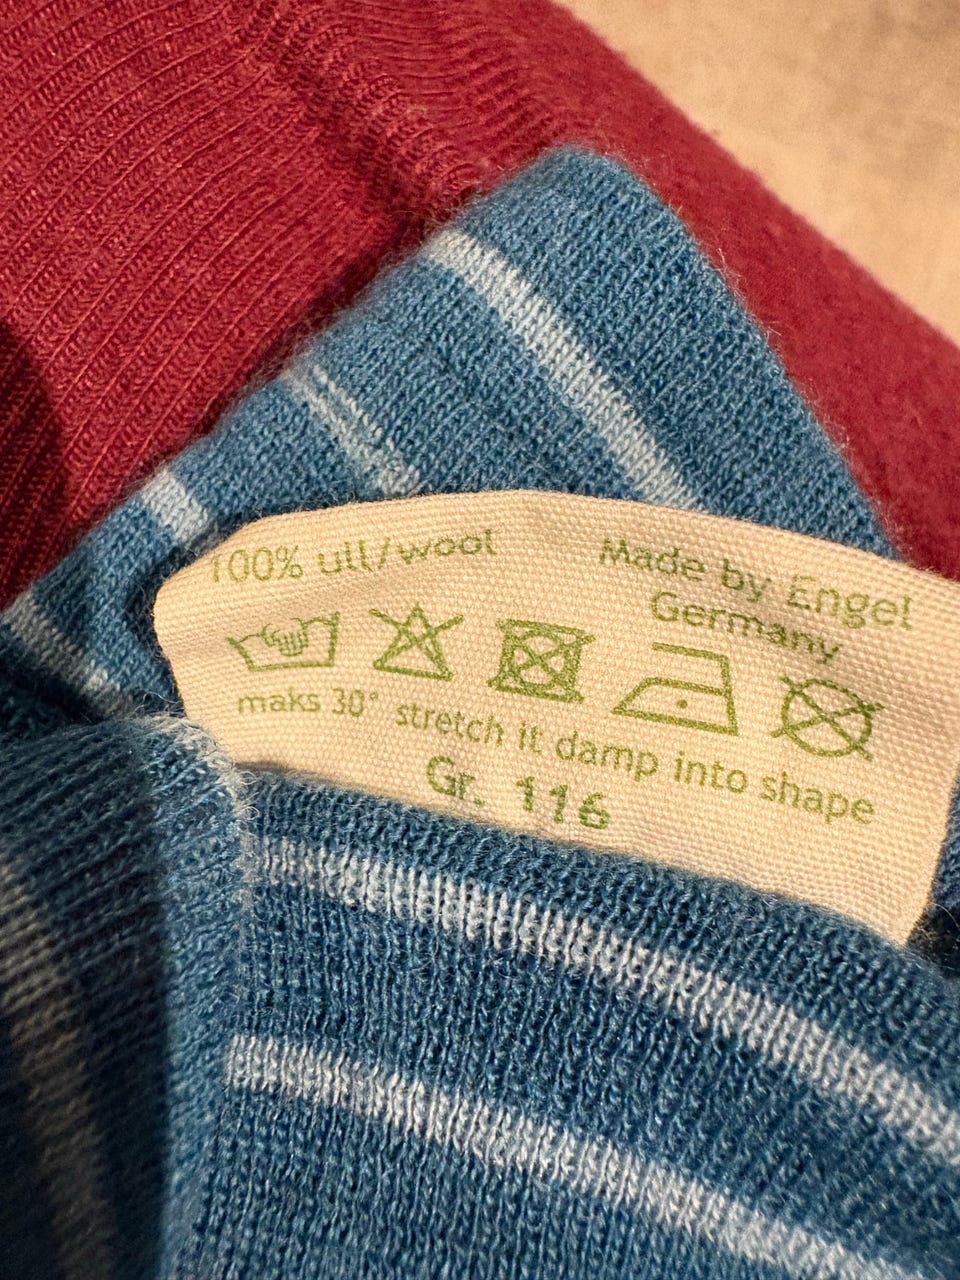 100% ull/wool
Made by Engel
Germany
maks 30° stretch it damp into shape
Gr. 116